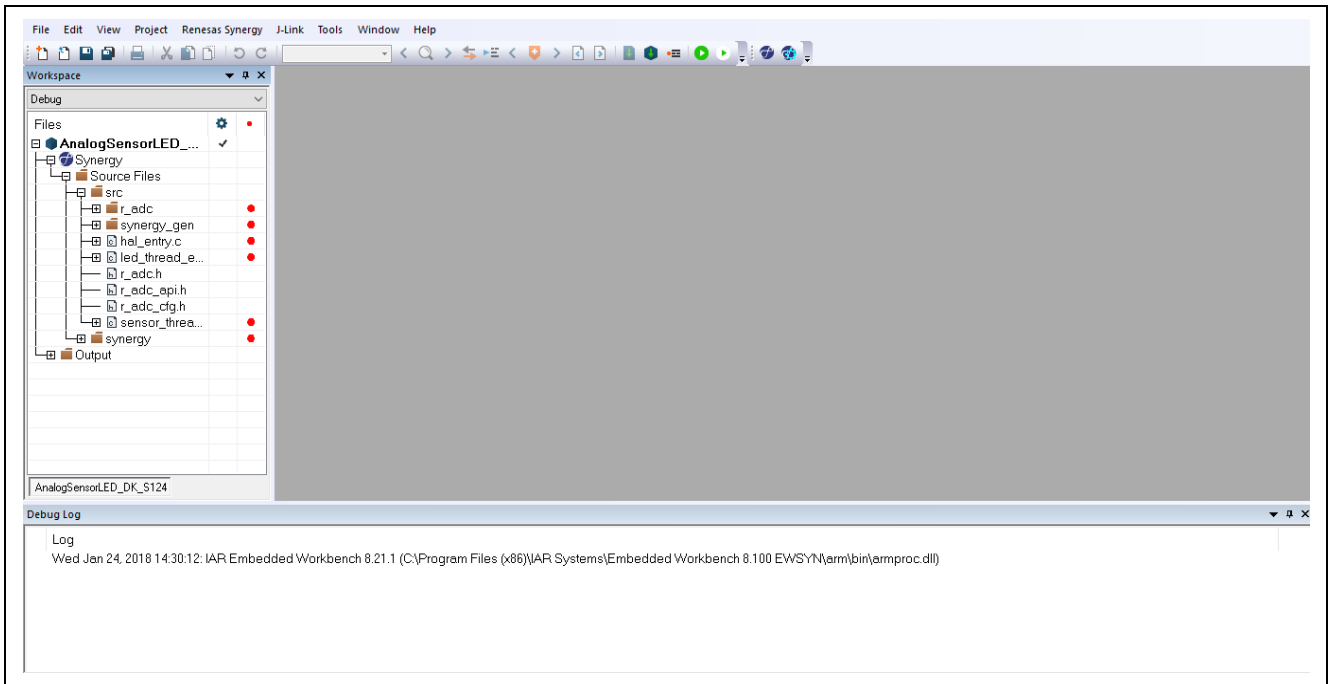 File Edit View Project Renesas Synergy J-Link Tools Window Help
Workspace
Debug
Files
AnalogSensorLED_...
Synergy
Source Files
src
r_adc
synergy_gen
hal_entry.c
led_thread_e...
r_adc.h
r_adc_api.h
r_adc_cfg.h
sensor_threa...
synergy
Output
AnalogSensorLED_DK_S124
Debug Log
Log
Wed Jan 24, 2018 14:30:12: IAR Embedded Workbench 8.21.1 (C:\Program Files (x86)\IAR Systems\Embedded Workbench 8.100 EWSYN\arm\bin\armproc.dll)